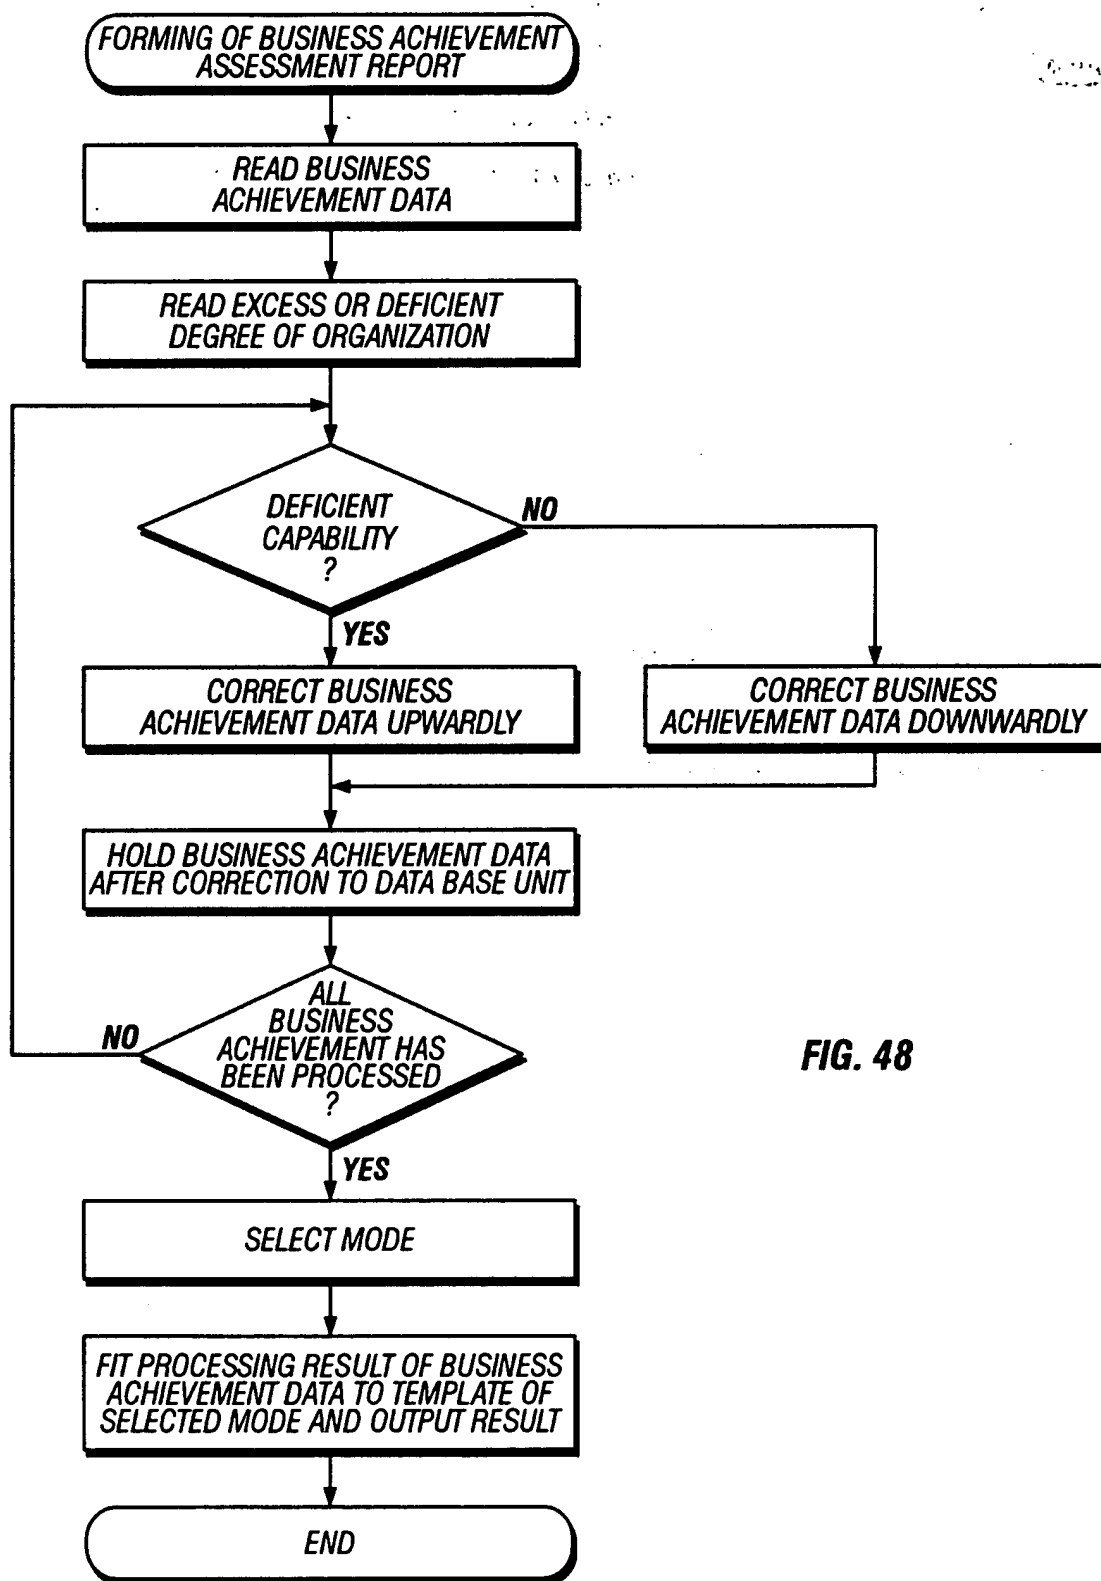 FORMING OF BUSINESS ACHIEVEMENT
ASSESSMENT REPORT
READ BUSINESS
ACHIEVEMENT DATA
READ EXCESS OR DEFICIENT
DEGREE OF ORGANIZATION
DEFICIENT
CAPABILITY
?
NO
YES
CORRECT BUSINESS
ACHIEVEMENT DATA UPWARDLY
CORRECT BUSINESS
ACHIEVEMENT DATA DOWNWARDLY
HOLD BUSINESS ACHIEVEMENT DATA
AFTER CORRECTION TO DATA BASE UNIT
ALL
BUSINESS
ACHIEVEMENT HAS
BEEN PROCESSED
?
NO
YES
FIG. 48
SELECT MODE
FIT PROCESSING RESULT OF BUSINESS
ACHIEVEMENT DATA TO TEMPLATE OF
SELECTED MODE AND OUTPUT RESULT
END